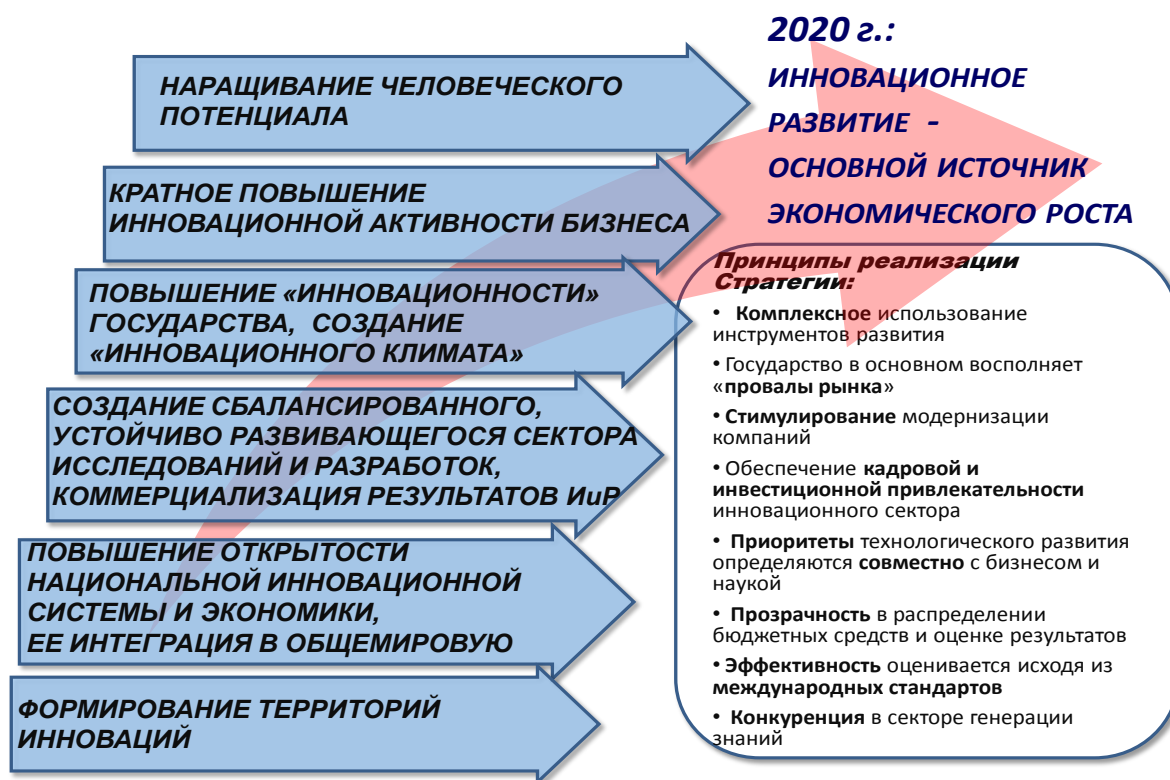 НАРАЩИВАНИЕ ЧЕЛОВЕЧЕСКОГО
ПОТЕНЦИАЛА
КРАТНОЕ ПОВЫШЕНИЕ
ИННОВАЦИОННОЙ АКТИВНОСТИ БИЗНЕСА
ПОВЫШЕНИЕ «ИННОВАЦИОННОСТИ»
ГОСУДАРСТВА, СОЗДАНИЕ
«ИННОВАЦИОННОГО КЛИМАТА»
СОЗДАНИЕ СБАЛАНСИРОВАННОГО,
УСТОЙЧИВО РАЗВИВАЮЩЕГОСЯ СЕКТОРА
ИССЛЕДОВАНИЙ И РАЗРАБОТОК,
КОММЕРЦИАЛИЗАЦИЯ РЕЗУЛЬТАТОВ ИиР
ПОВЫШЕНИЕ ОТКРЫТОСТИ
НАЦИОНАЛЬНОЙ ИННОВАЦИОННОЙ
СИСТЕМЫ И ЭКОНОМИКИ,
ЕЕ ИНТЕГРАЦИЯ В ОБЩЕМИРОВУЮ
ФОРМИРОВАНИЕ ТЕРРИТОРИЙ
ИННОВАЦИЙ
2020 г.:
ИННОВАЦИОННОЕ
РАЗВИТИЕ -
ОСНОВНОЙ ИСТОЧНИК
ЭКОНОМИЧЕСКОГО РОСТА
Принципы реализации
Стратегии:
• Комплексное использование
инструментов развития
• Государство в основном восполняет
«провалы рынка»
• Стимулирование модернизации
компаний
• Обеспечение кадровой и
инвестиционной привлекательности
инновационного сектора
• Приоритеты технологического развития
определяются совместно с бизнесом и
наукой
• Прозрачность в распределении
бюджетных средств и оценке результатов
• Эффективность оценивается исходя из
международных стандартов
• Конкуренция в секторе генерации
знаний